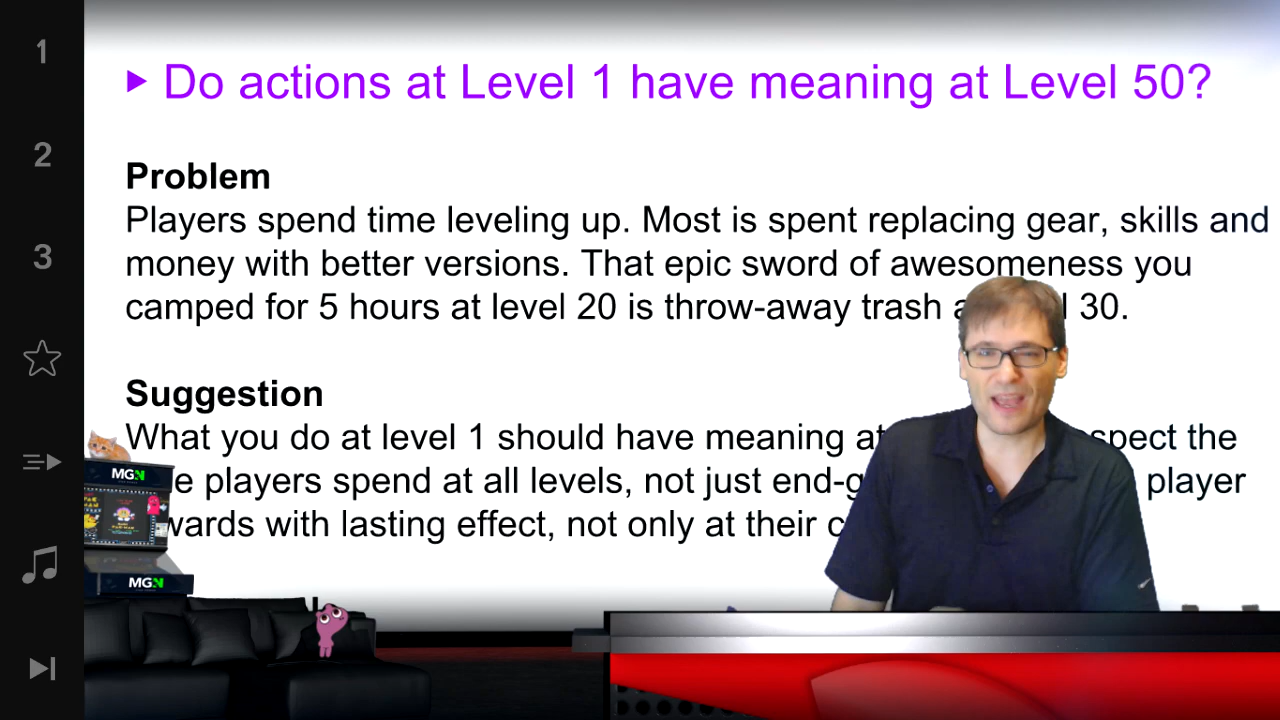 1
2
3
Do actions at Level 1 have meaning at Level 50?
Problem
Players spend time leveling up. Most is spent replacing gear, skills and
money with better versions. That epic sword of awesomeness you
camped for 5 hours at level 20 is throw-away trash 30.
Suggestion
What you do at level 1 should have meaning at the
players spend at all levels, not just player
with lasting effect, not only at their
MGN
MGN